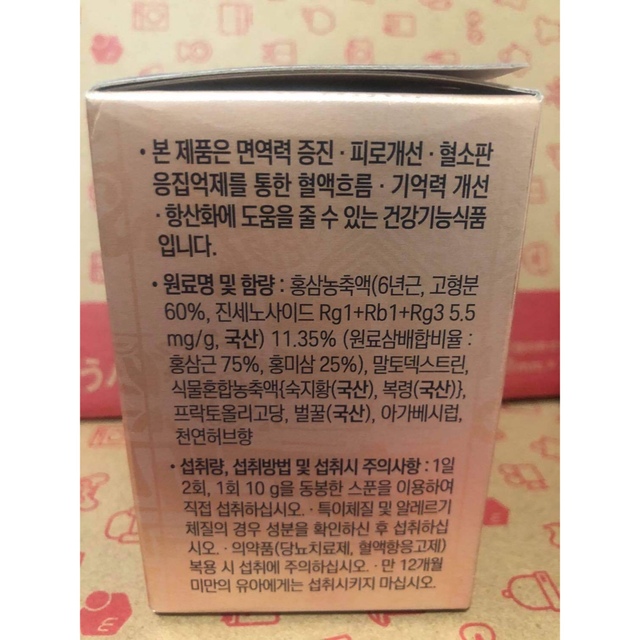 • 본 제품은 면역력 증진 · 피로개선 · 혈소판
응집억제를 통한 혈액흐름 · 기억력 개선
· 항산화에 도움을 줄 수 있는 건강기능식품
입니다.
• 원료명 및 함량 : 홍삼농축액(6년근, 고형분
60%, 진세노사이드 Rg1+Rb1+Rg3 5.5
mg/g, 국산) 11.35% (원료삼배합비율 :
홍삼근 75%, 홍미삼 25%), 말토덱스트린,
식물혼합농축액{숙지황(국산), 복령(국산)},
프락토올리고당, 벌꿀(국산), 아가베시럽,
천연허브향
• 섭취량, 섭취방법 및 섭취시 주의사항 : 1일
2회, 1회 10 g을 동봉한 스푼을 이용하여
직접 섭취하십시오. · 특이체질 및 알레르기
체질의 경우 성분을 확인하신 후 섭취하십
시오. · 의약품(당뇨치료제, 혈액항응고제)
복용 시 섭취에 주의하십시오. · 만 12개월
미만의 유아에게는 섭취시키지 마십시오.